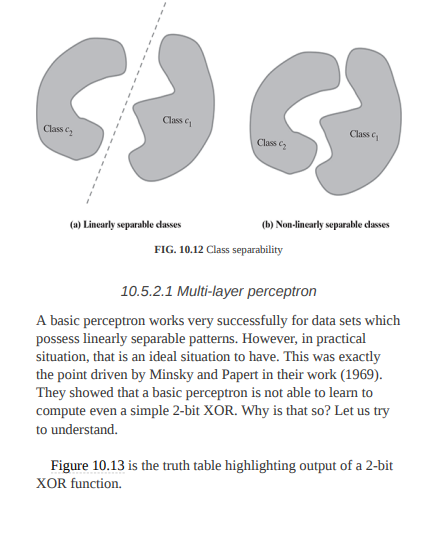 Class c2
Class c1
Class c2
Class c1
(a) Linearly separable classes
(b) Non-linearly separable classes
FIG. 10.12 Class separability
10.5.2.1 Multi-layer perceptron
A basic perceptron works very successfully for data sets which
possess linearly separable patterns. However, in practical
situation, that is an ideal situation to have. This was exactly
the point driven by Minsky and Papert in their work (1969).
They showed that a basic perceptron is not able to learn to
compute even a simple 2-bit XOR. Why is that so? Let us try
to understand.
Figure 10.13 is the truth table highlighting output of a 2-bit
XOR function.